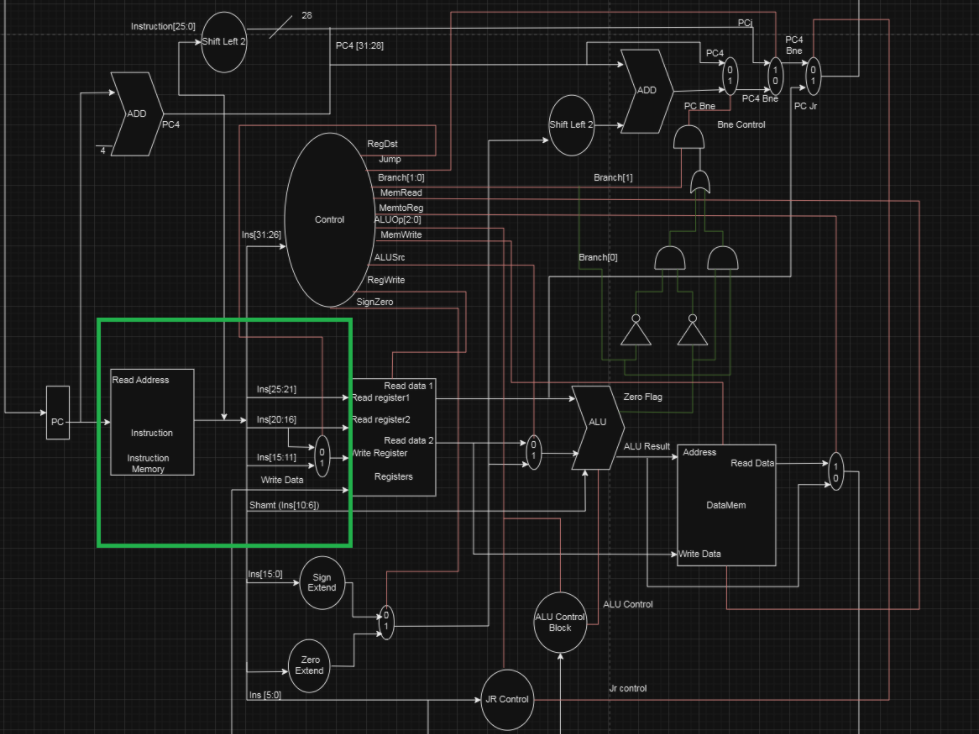 Instruction[25:0]
28
Shift Left 2
PC4 [31:28]
PCj
PC4
Bne
PC4
0
1
1
0
0
1
ADD
PC4
4
ADD
Shift Left 2
PC Bne
PC4 Bne
PC Jr
Bne Control
RegDst
Jump
Branch[1:0]
Branch[1]
MemRead
MemtoReg
ALUOp[2:0]
MemWrite
Control
Ins[31:26]
ALUSrc
Branch[0]
RegWrite
SignZero
Read Address
Instruction
Instruction
Memory
PC
Ins[25:21]
Ins[20:16]
Ins[15:11]
0
1
Write Data
Shamt (Ins[10:6])
Read data 1
Read register1
Read register2
Read data 2
Write Register
Registers
0
1
ALU
Zero Flag
ALU Result
Address
Read Data
DataMem
Write Data
1
0
Ins[15:0]
Sign
Extend
0
1
Zero
Extend
ALU Control
Block
ALU Control
Ins [5:0]
JR Control
Jr control